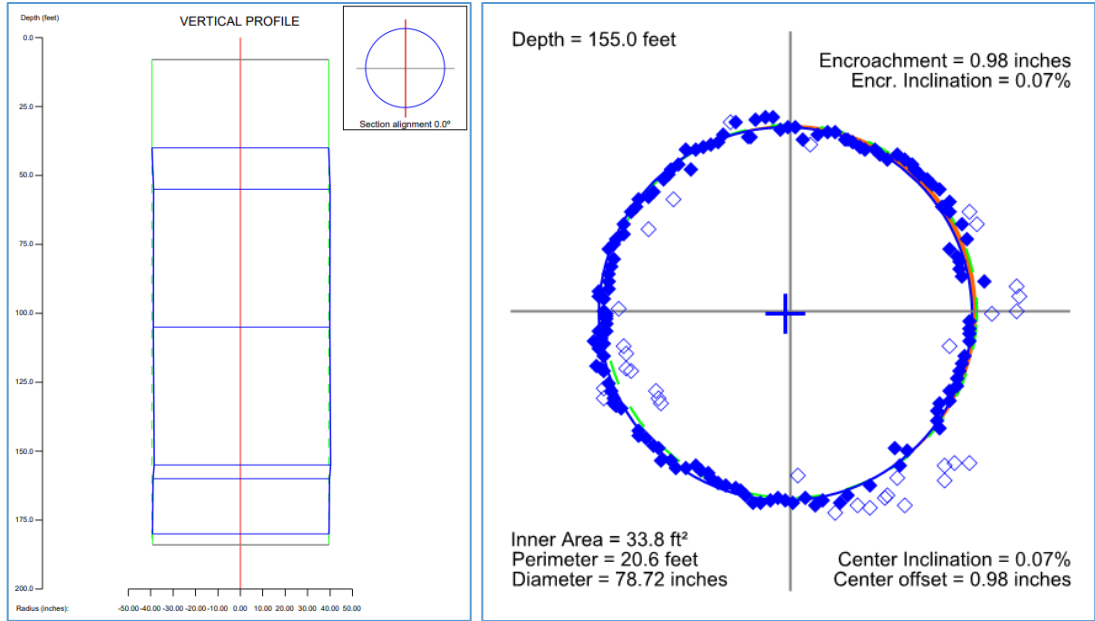 Depth (feet)
VERTICAL PROFILE
0.0
25.0
50.0
75.0
100.0
125.0
150.0
175.0
200.0
Section alignment 0.0º
Radius (inches):
-50.00 -40.00 -30.00 -20.00 -10.00 0.00 10.00 20.00 30.00 40.00 50.00
Depth = 155.0 feet
Encroachment = 0.98 inches
Encr. Inclination = 0.07%
Inner Area = 33.8 ft²
Perimeter = 20.6 feet
Diameter = 78.72 inches
Center Inclination = 0.07%
Center offset = 0.98 inches